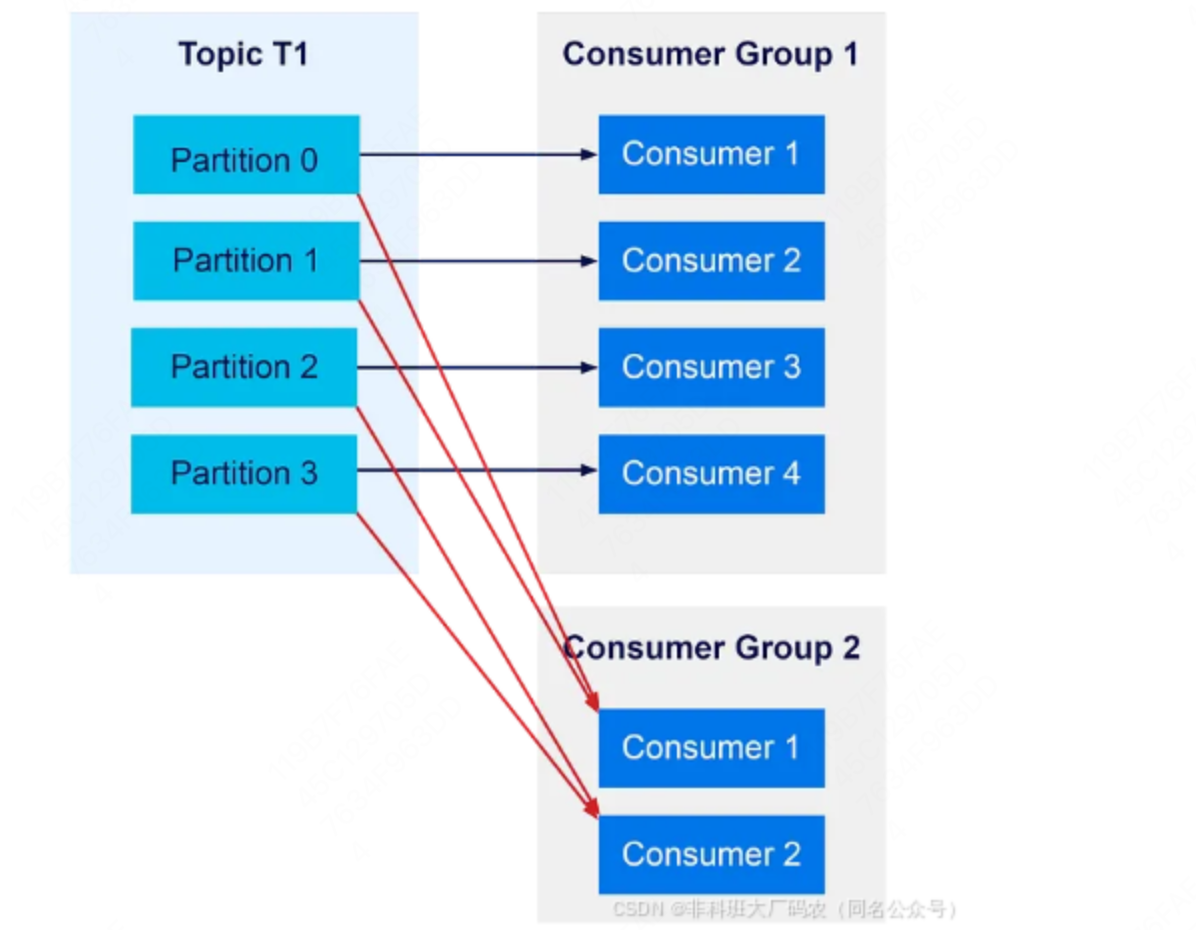 Topic T1
Partition 0
Partition 1
Partition 2
Partition 3
Consumer Group 1
Consumer 1
Consumer 2
Consumer 3
Consumer 4
Consumer Group 2
Consumer 1
Consumer 2
CSDN @非科班大厂码农（同名公众号）